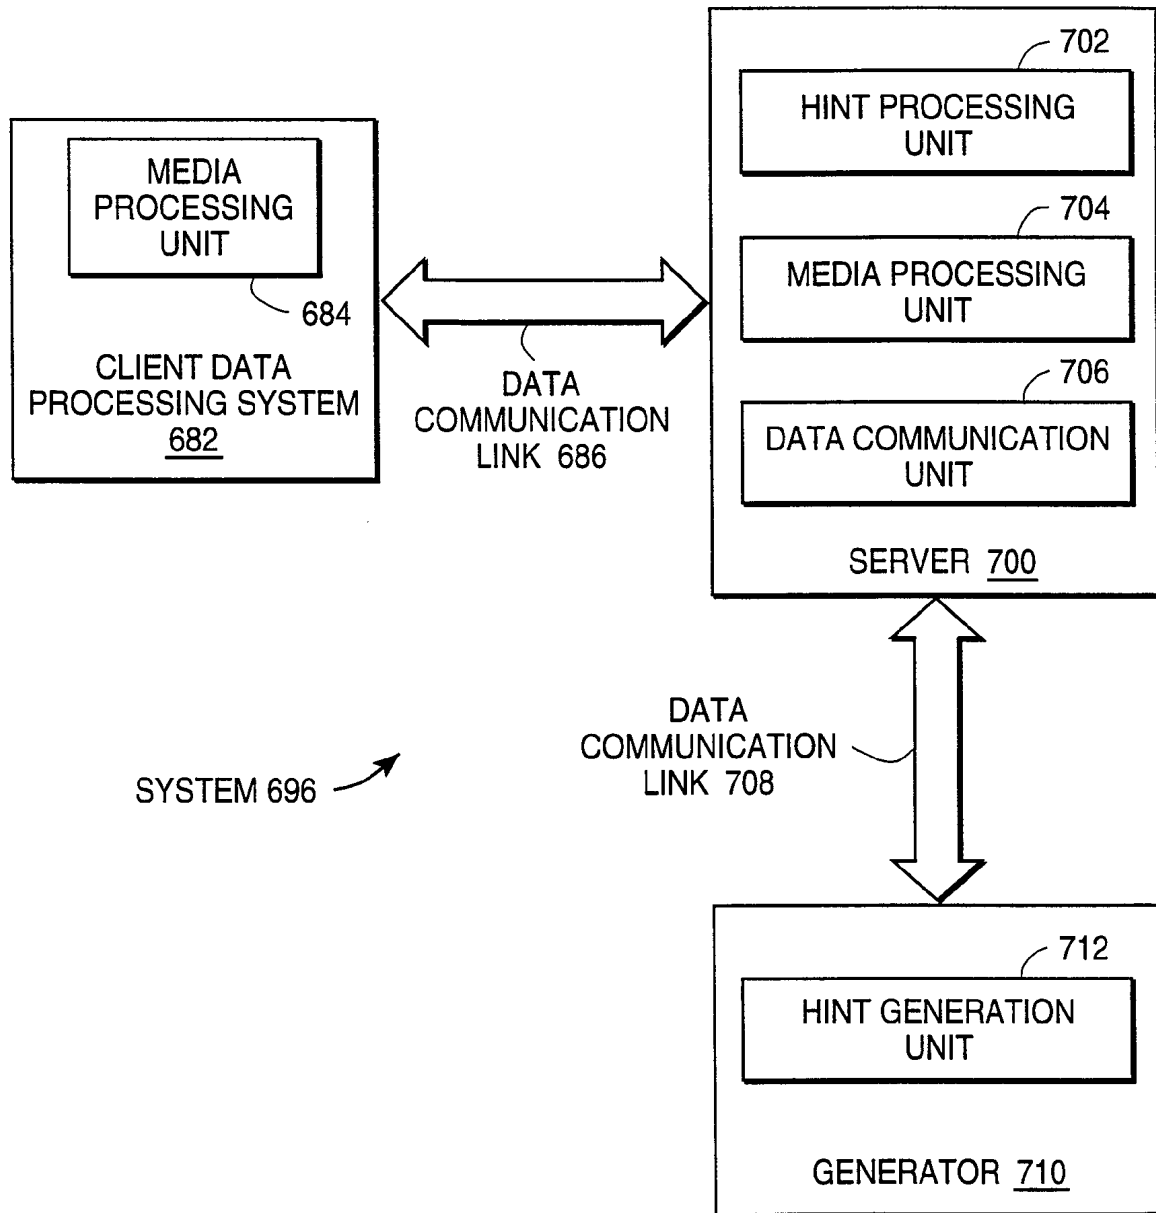 702
HINT PROCESSING
UNIT
MEDIA
PROCESSING
UNIT
684
CLIENT DATA
PROCESSING SYSTEM
682
704
MEDIA PROCESSING
UNIT
DATA
COMMUNICATION
LINK 686
706
DATA COMMUNICATION
UNIT
SERVER 700
DATA
COMMUNICATION
LINK 708
SYSTEM 696
712
HINT GENERATION
UNIT
GENERATOR 710